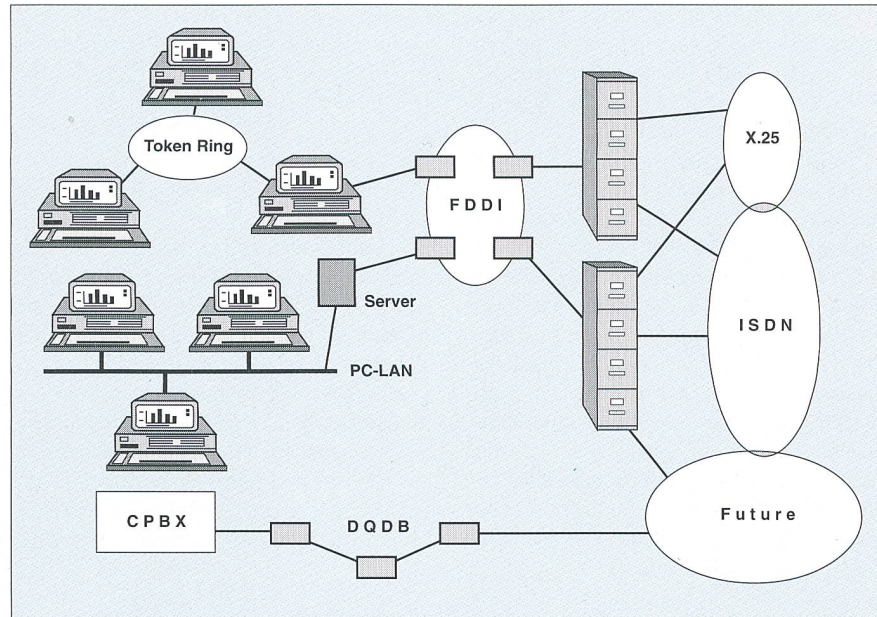 Token Ring
X.25
FDDI
Server
ISDN
PC-LAN
CPBX
DQDB
Future